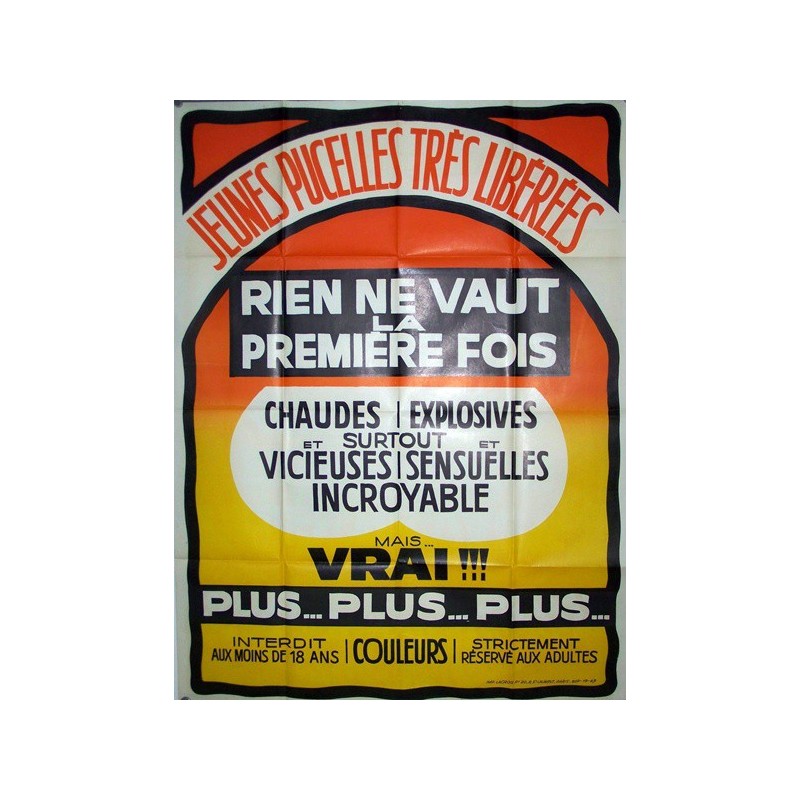 JEUNES PUCELLES TRÈS LIBÉRÉES
RIEN NE VAUT
LA
PREMIÈRE FOIS
CHAUDES | EXPLOSIVES
ET SURTOUT ET
VICIEUSES | SENSUELLES
INCROYABLE
MAIS...
VRAI !!!
PLUS... PLUS... PLUS...
INTERDIT
AUX MOINS DE 18 ANS | COULEURS | STRICTEMENT
RÉSERVÉ AUX ADULTES